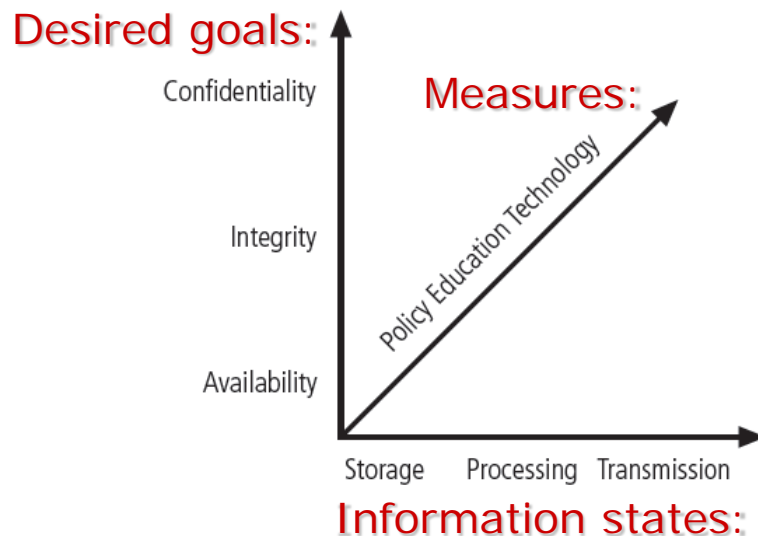 Desired goals:
Confidentiality
Measures:
Policy Education Technology
Integrity
Availability
Storage Processing Transmission
Information states: